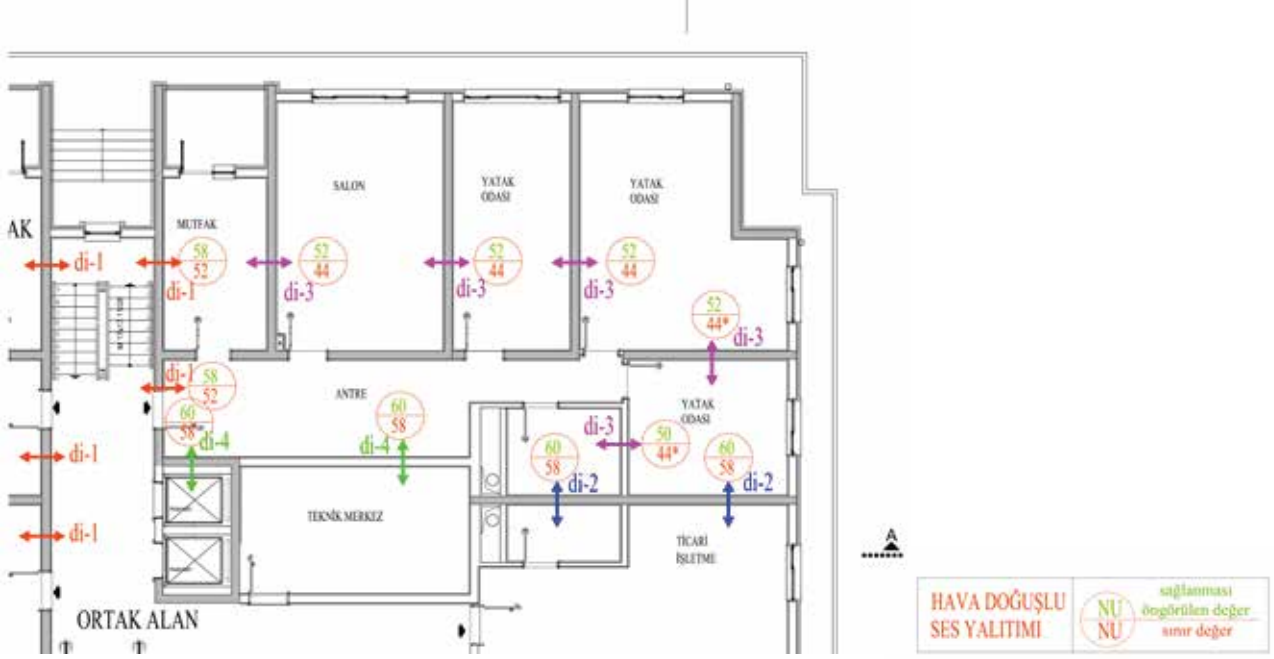 SALON
YATAK
ODASI
YATAK
ODASI
AK
MUTFAK
di-1
58
52
di-1
52
44
di-3
52
44
di-3
52
44
di-3
52
44*
di-3
di-1
58
52
ANTRE
60
58
di-4
60
58
di-4
YATAK
ODASI
di-3
50
44*
60
58
di-2
60
58
di-2
di-1
di-1
TEKNİK MERKEZ
TİCARİ
İŞLETME
ORTAK ALAN
A
HAVA DOĞUŞLU
SES YALITIMI
NU
NU
sağlanması
öngörülen değer
sınır değer